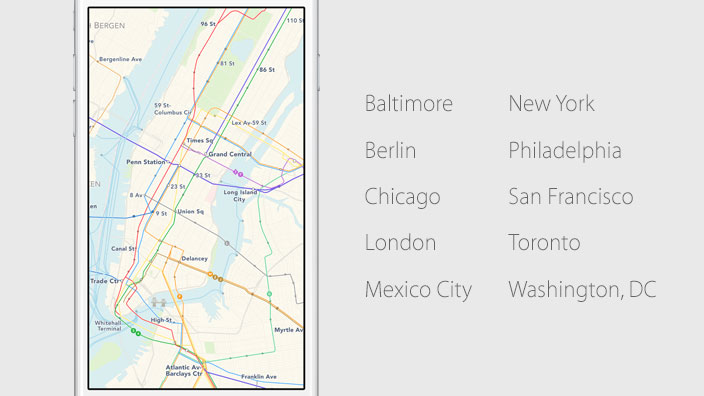 BERGEN
96 St
110 St
Bergenline Ave
81 St
86 St
59 St-
Columbus Cir
Lex Av-59 St
Times Sq
Grand Central
Penn Station
23 St
23 St
Long Island
City
8 Av
9 St
Union Sq
Canal St
Delancey
Trade Ctr
High-St
Whitehall
Terminal
Myrtle Av
Atlantic Av-
Barclays Ctr
Franklin Ave
Baltimore
Berlin
Chicago
London
Mexico City
New York
Philadelphia
San Francisco
Toronto
Washington, DC